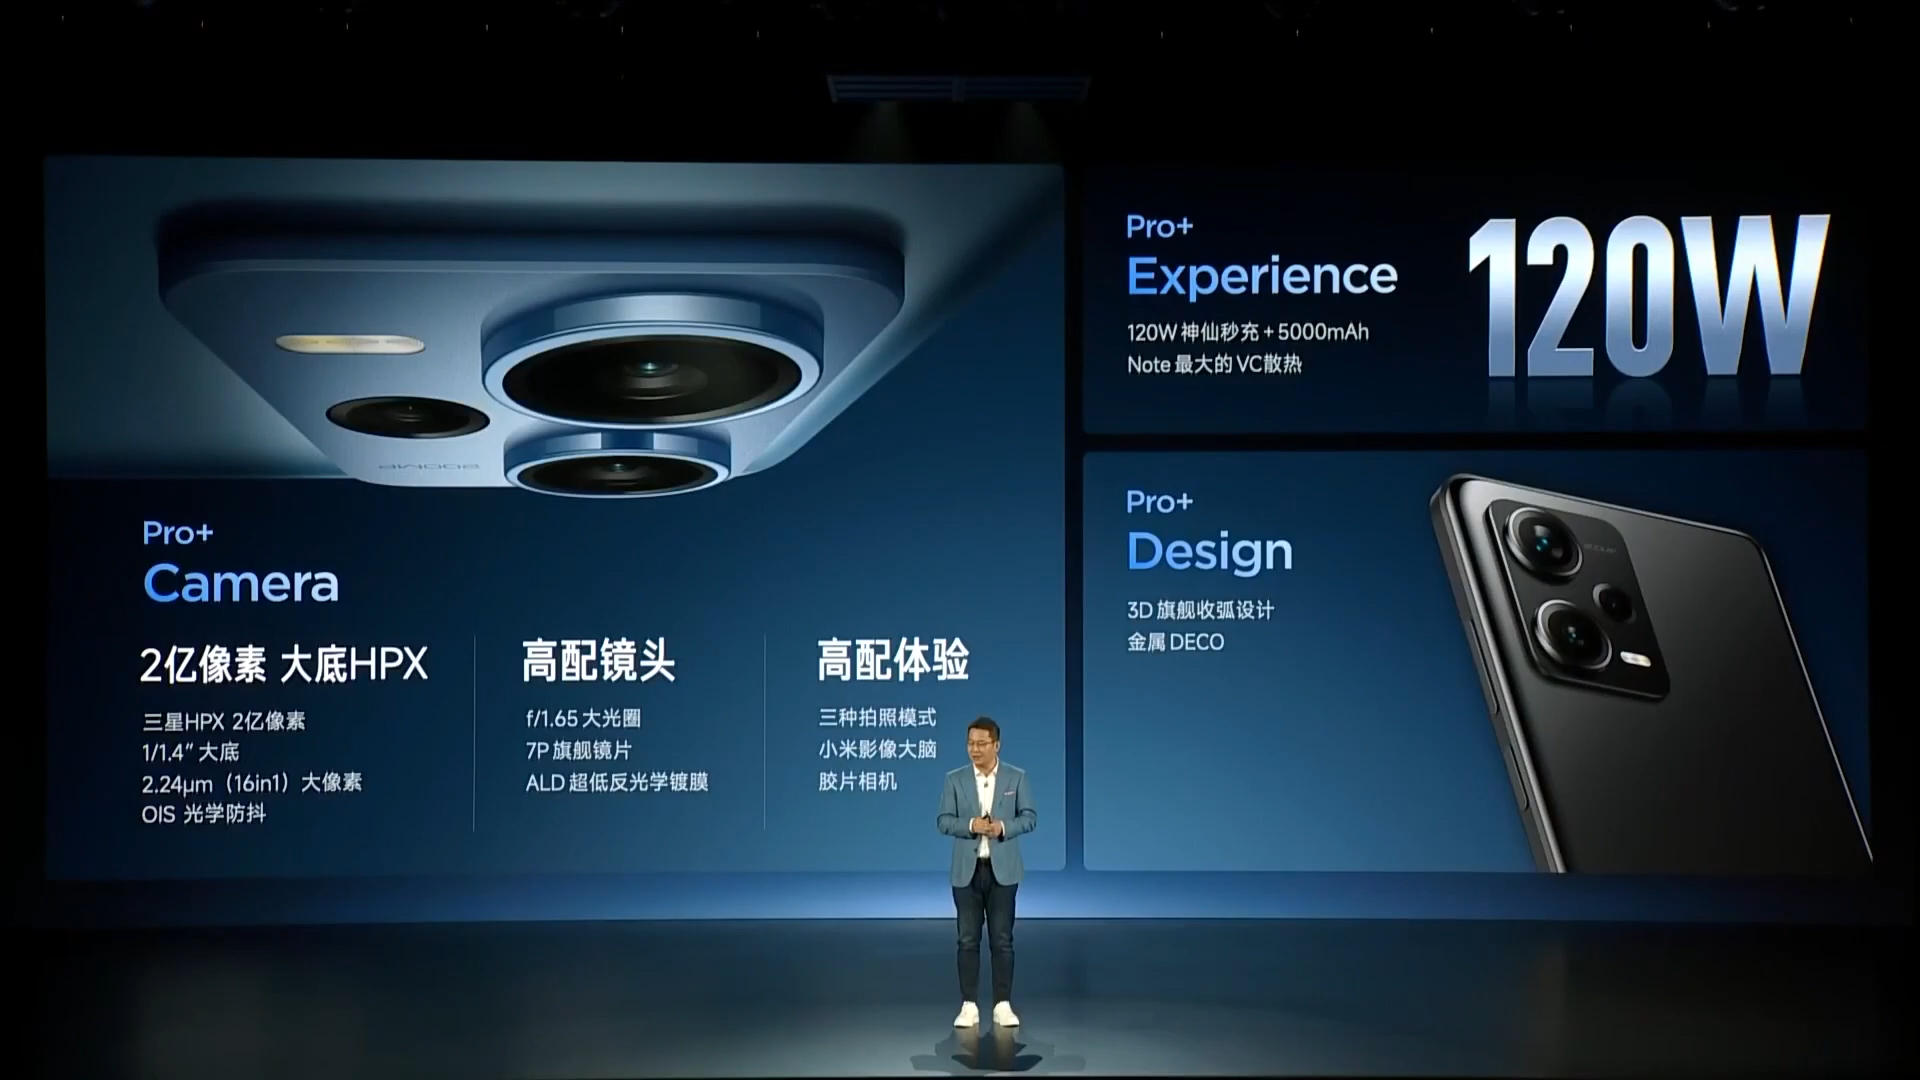 Pro+
Camera
2亿像素 大底HPX
三星HPX 2亿像素
1/1.4" 大底
2.24μm（16in1）大像素
OIS 光学防抖
高配镜头
f/1.65 大光圈
7P 旗舰镜片
ALD 超低反光学镀膜
高配体验
三种拍照模式
小米影像大脑
胶片相机
Pro+
Experience
120W 神仙秒充 + 5000mAh
Note 最大的 VC散热
120W
Pro+
Design
3D 旗舰收弧设计
金属 DECO
200MP